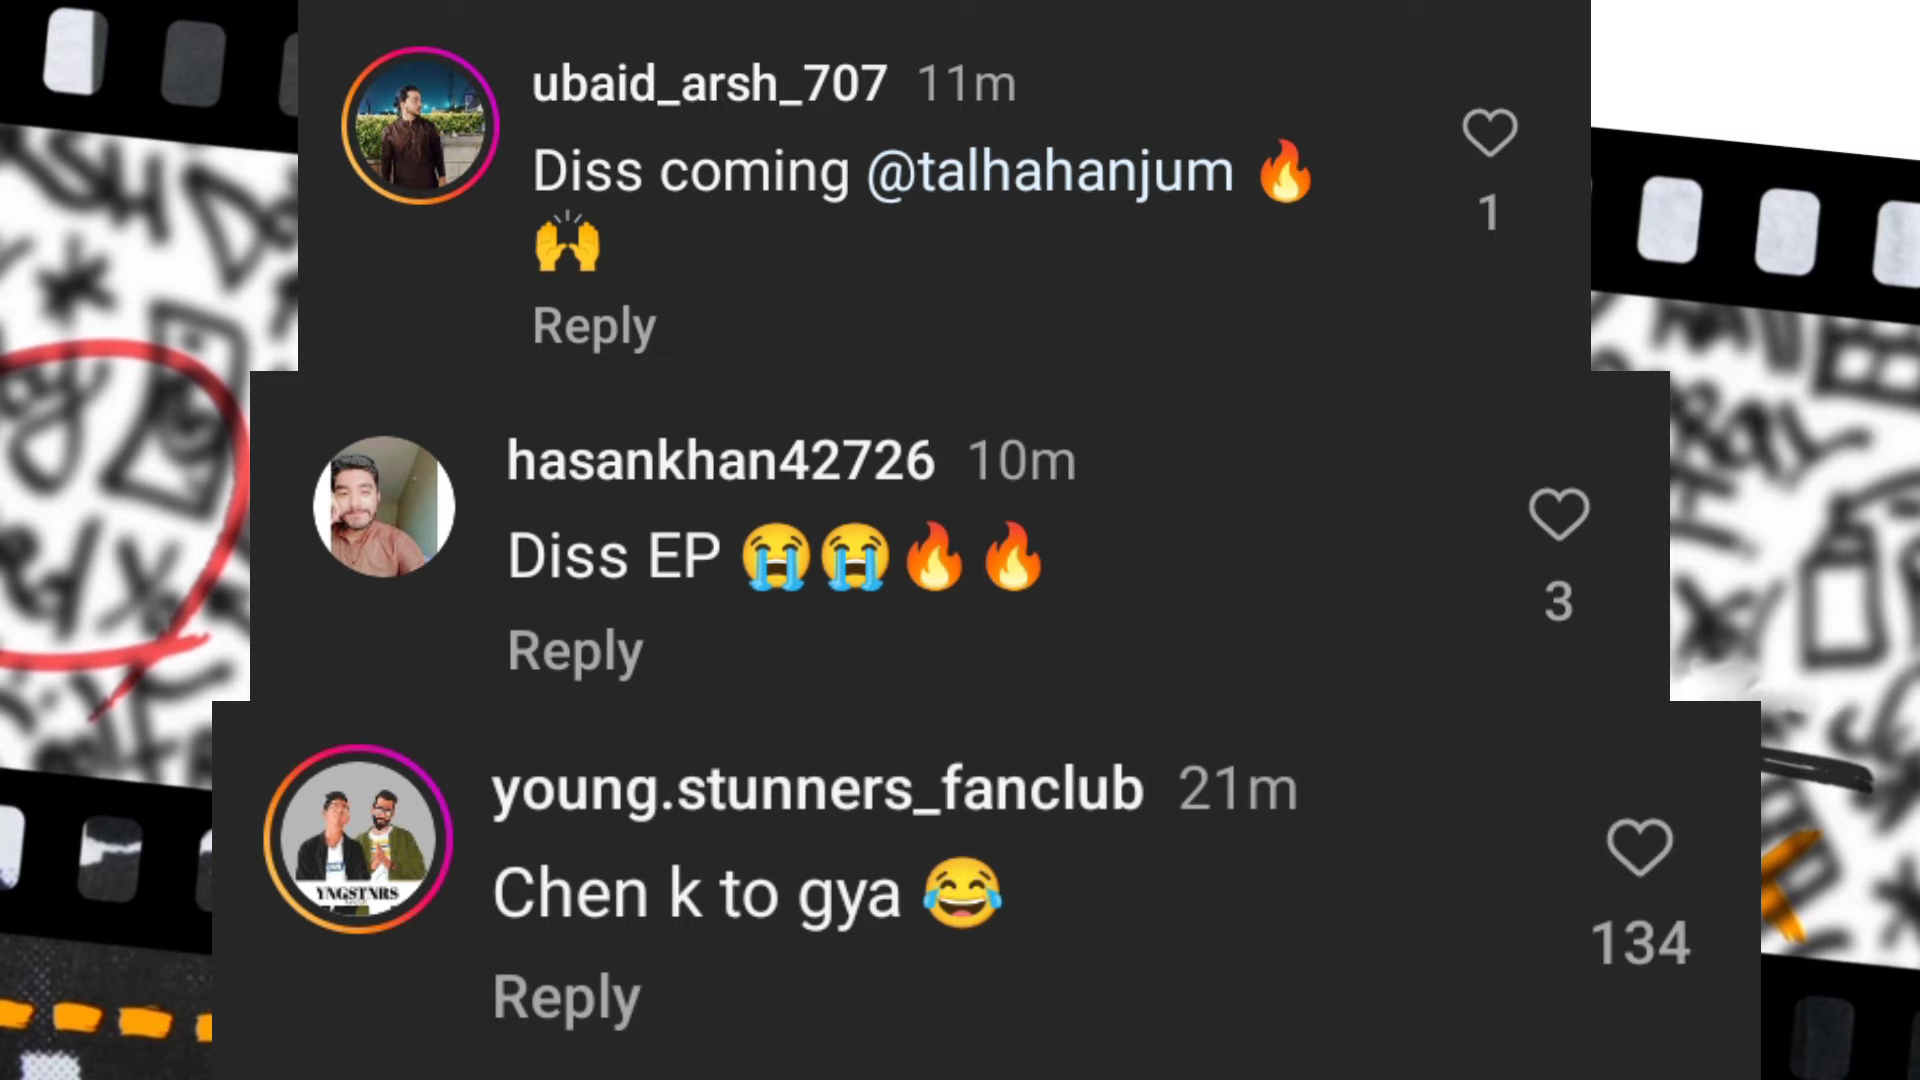 ubaid_arsh_707 11m
Diss coming @talhahanjum 🔥
🙌
1
Reply
hasankhan42726 10m
Diss EP 😭😭🔥🔥
3
Reply
young.stunners_fanclub 21m
Chen k to gya 😂
YNGSTNRS
134
Reply